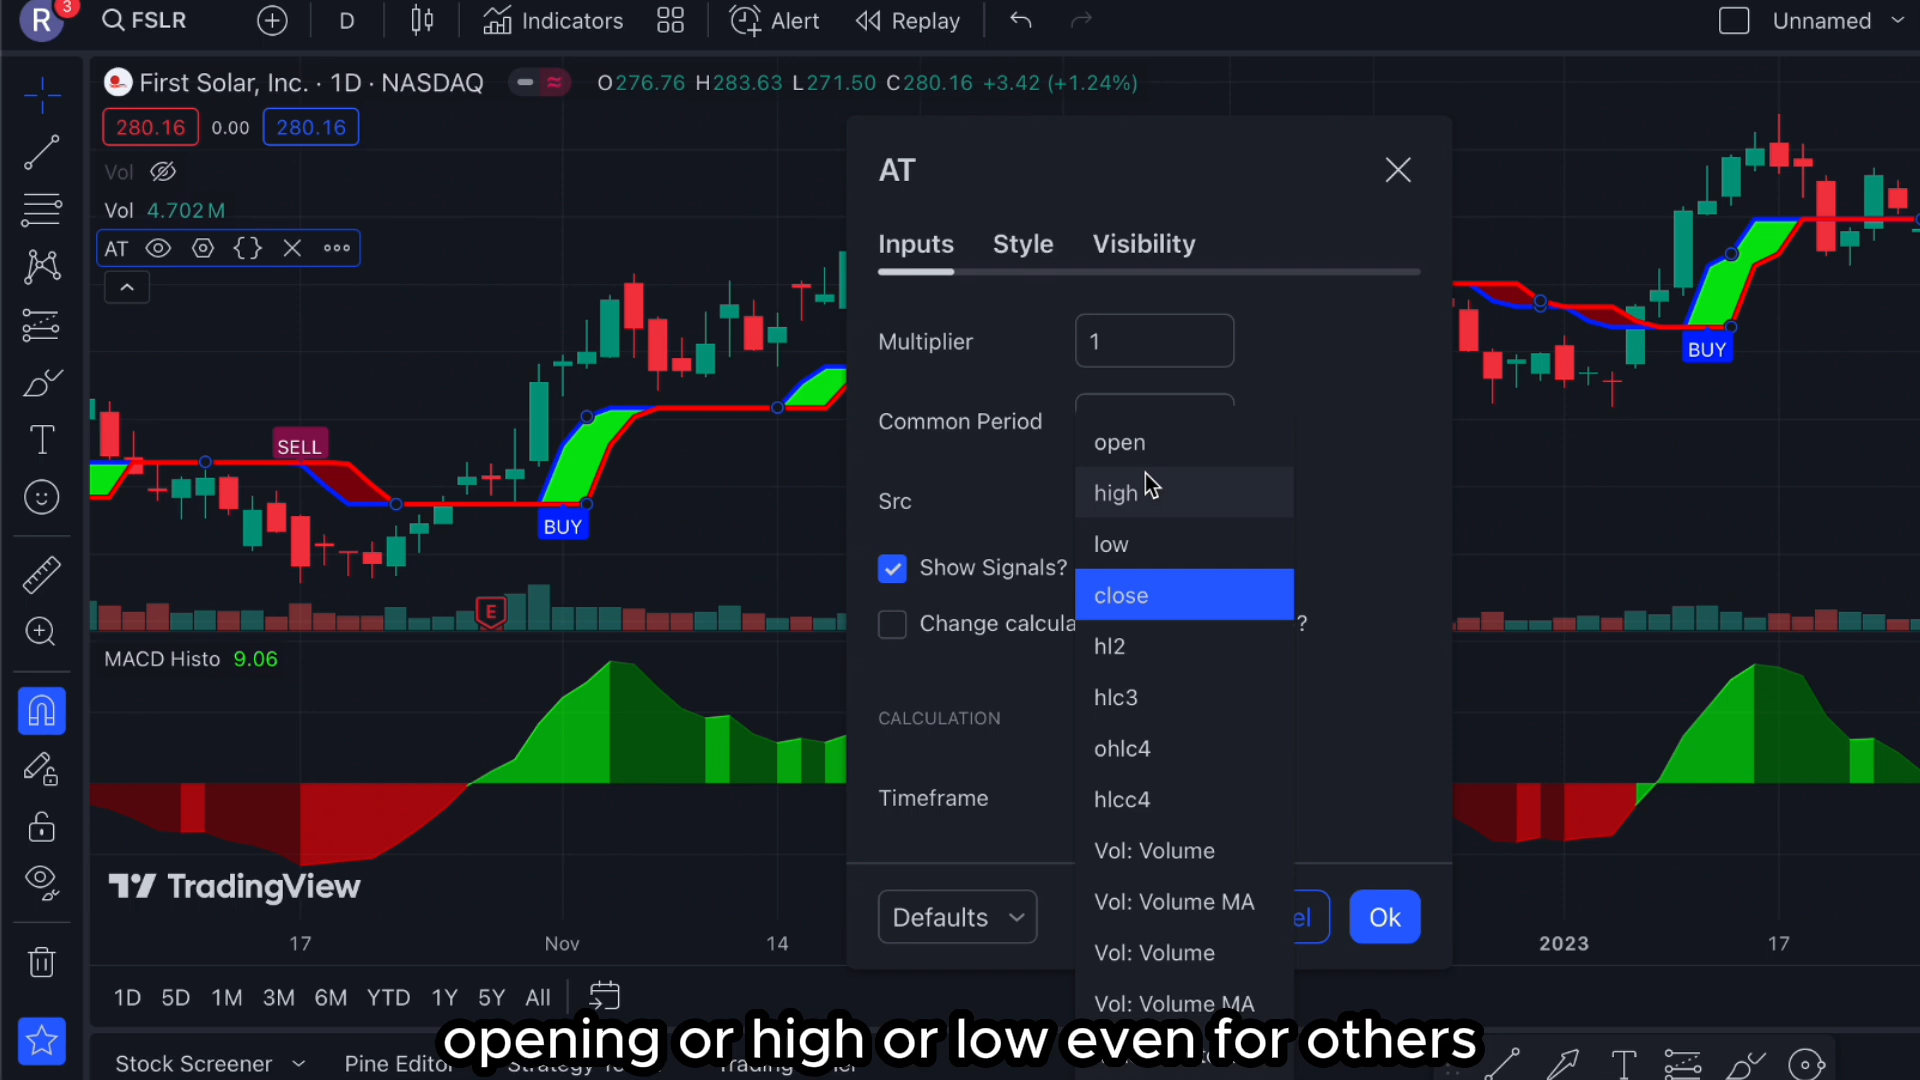 R 3 FSLR D Indicators Alert Replay Unnamed
First Solar, Inc. · 1D · NASDAQ O276.76 H283.63 L271.50 C280.16 +3.42 (+1.24%)
280.16 0.00 280.16
Vol
Vol 4.702M
AT
AT
Inputs Style Visibility
Multiplier 1
Common Period
Src
Show Signals?
Change calcula ?
CALCULATION
Timeframe
open
high
low
close
hl2
hlc3
ohlc4
hlcc4
Vol: Volume
Vol: Volume MA
Vol: Volume
Vol: Volume MA
Defaults el Ok
SELL
BUY
BUY
E
MACD Histo 9.06
TradingView
17 Nov 14 2023 17
1D 5D 1M 3M 6M YTD 1Y 5Y All
opening or high or low even for others
Stock Screener Pine Editor